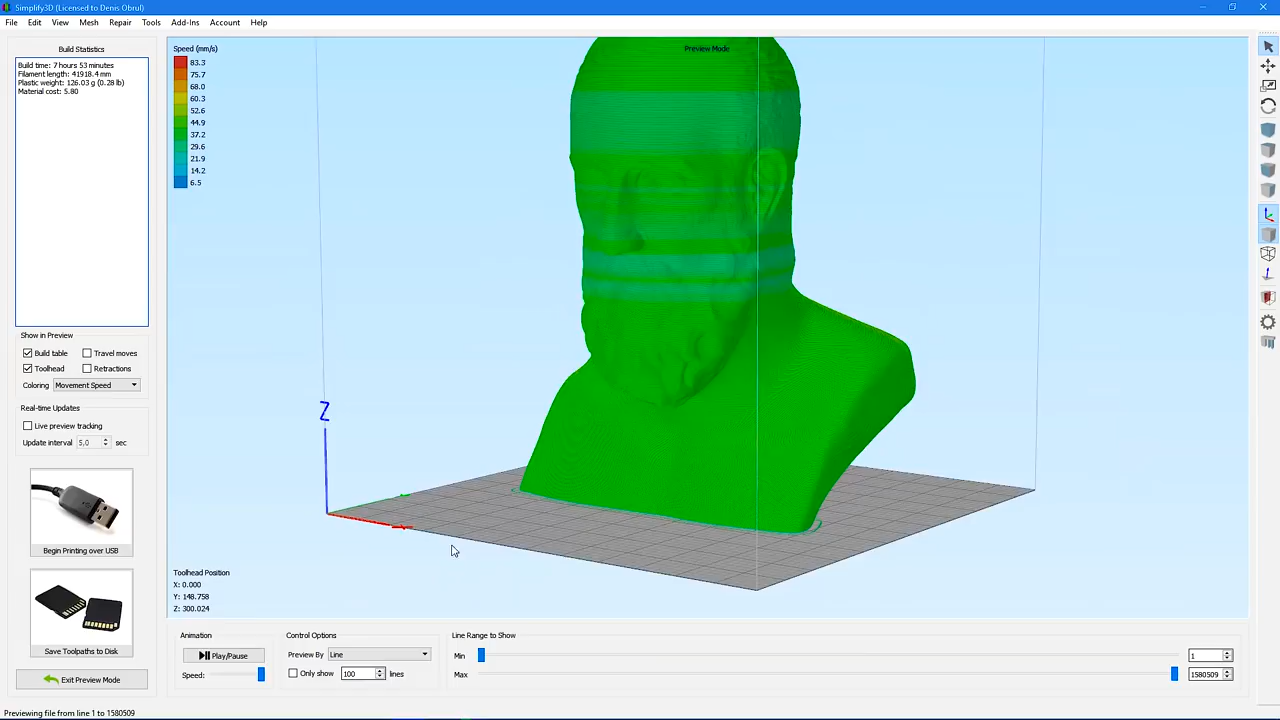 Simplify3D (Licensed to Denis Obrul)
File Edit View Mesh Repair Tools Add-Ins Account Help
Build Statistics
Build time: 7 hours 53 minutes
Filament length: 41918.4 mm
Plastic weight: 126.03 g (0.28 lb)
Material cost: 5.80
Show in Preview
Build table
Travel moves
Toolhead
Retractions
Coloring Movement Speed
Real-time Updates
Live preview tracking
Update interval 5,0 sec
Begin Printing over USB
Save Toolpaths to Disk
Exit Preview Mode
Speed (mm/s)
83.3
75.7
68.0
60.3
52.6
44.9
37.2
29.6
21.9
14.2
6.5
Preview Mode
Z
Toolhead Position
X: 0.000
Y: 148.758
Z: 300.024
Animation
Play/Pause
Speed:
Control Options
Preview By Line
Only show 100 lines
Line Range to Show
Min 1
Max 1580509
Previewing file from line 1 to 1580509